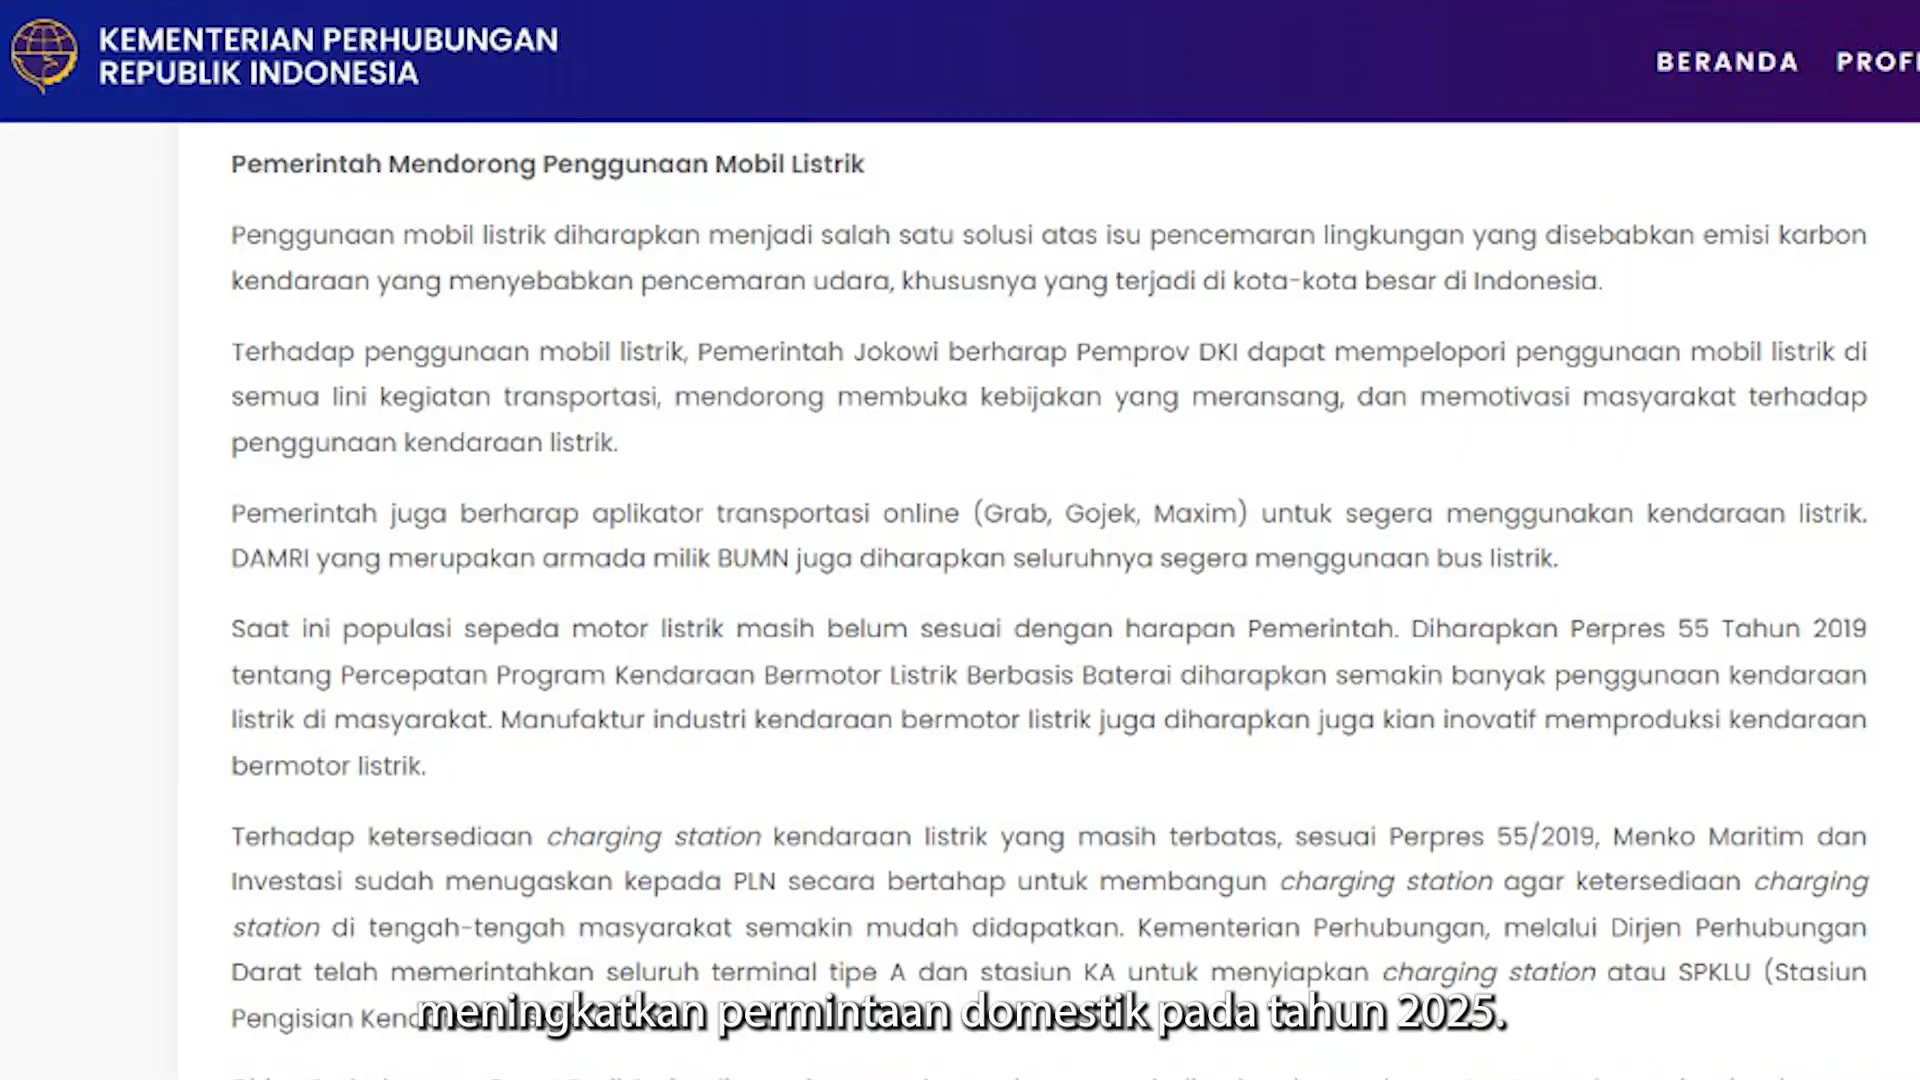 KEMENTERIAN PERHUBUNGAN
REPUBLIK INDONESIA
BERANDA
Pemerintah Mendorong Penggunaan Mobil Listrik
Penggunaan mobil listrik diharapkan menjadi salah satu solusi atas isu pencemaran lingkungan yang disebabkan emisi karbon
kendaraan yang menyebabkan pencemaran udara, khususnya yang terjadi di kota-kota besar di Indonesia.
Terhadap penggunaan mobil listrik, Pemerintah Jokowi berharap Pemprov DKI dapat mempelopori penggunaan mobil listrik di
semua lini kegiatan transportasi, mendorong membuka kebijakan yang meransang, dan memotivasi masyarakat terhadap
penggunaan kendaraan listrik.
Pemerintah juga berharap aplikator transportasi online (Grab, Gojek, Maxim) untuk segera menggunakan kendaraan listrik.
DAMRI yang merupakan armada milik BUMN juga diharapkan seluruhnya segera menggunaan bus listrik.
Saat ini populasi sepeda motor listrik masih belum sesuai dengan harapan Pemerintah. Diharapkan Perpres 55 Tahun 2019
tentang Percepatan Program Kendaraan Bermotor Listrik Berbasis Baterai diharapkan semakin banyak penggunaan kendaraan
listrik di masyarakat. Manufaktur industri kendaraan bermotor listrik juga diharapkan juga kian inovatif memproduksi kendaraan
bermotor listrik.
Terhadap ketersediaan charging station kendaraan listrik yang masih terbatas, sesuai Perpres 55/2019, Menko Maritim dan
Investasi sudah menugaskan kepada PLN secara bertahap untuk membangun charging station agar ketersediaan charging
station di tengah-tengah masyarakat semakin mudah didapatkan. Kementerian Perhubungan, melalui Dirjen Perhubungan
Darat telah memerintahkan seluruh terminal tipe A dan stasiun KA untuk menyiapkan charging station atau SPKLU (Stasiun
Pengisian
meningkatkan permintaan domestik pada tahun 2025.